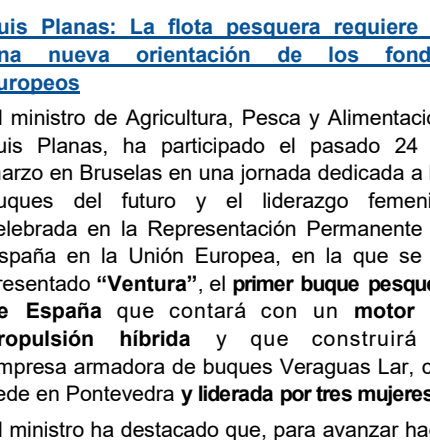 uis Planas: La flota pesquera requiere
na nueva orientación de los fond
uropeos
l ministro de Agricultura, Pesca y Alimentacio
uis Planas, ha participado el pasado 24
arzo en Bruselas en una jornada dedicada a l
uques del futuro y el liderazgo femeni
elebrada en la Representación Permanente
spaña en la Unión Europea, en la que se
resentado “Ventura”, el primer buque pesque
e España que contará con un motor
ropulsión híbrida y que construirá
mpresa armadora de buques Veraguas Lar, c
ede en Pontevedra y liderada por tres mujeres
l ministro ha destacado que, para avanzar hac